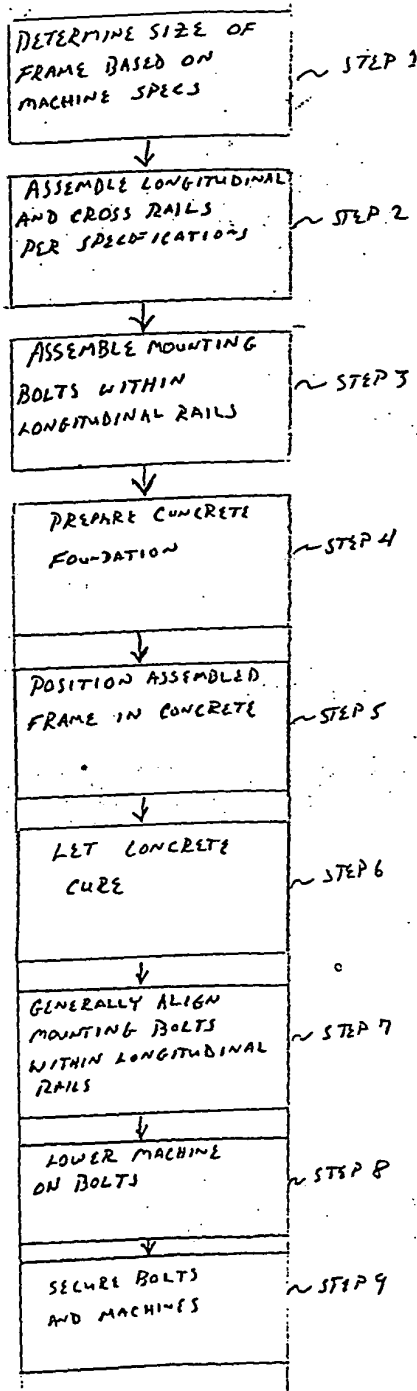 DETERMINE SIZE OF
FRAME BASED ON
MACHINE SPECS
~ STEP 1
ASSEMBLE LONGITUDINAL
AND CROSS RAILS
PER SPECIFICATIONS
~ STEP 2
ASSEMBLE MOUNTING
BOLTS WITHIN
LONGITUDINAL RAILS
~ STEP 3
PREPARE CONCRETE
FOUNDATION
~ STEP 4
POSITION ASSEMBLED
FRAME IN CONCRETE
~ STEP 5
LET CONCRETE
CURE
~ STEP 6
GENERALLY ALIGN
MOUNTING BOLTS
WITHIN LONGITUDINAL
RAILS
~ STEP 7
LOWER MACHINE
ON BOLTS
~ STEP 8
SECURE BOLTS
AND MACHINES
~ STEP 9